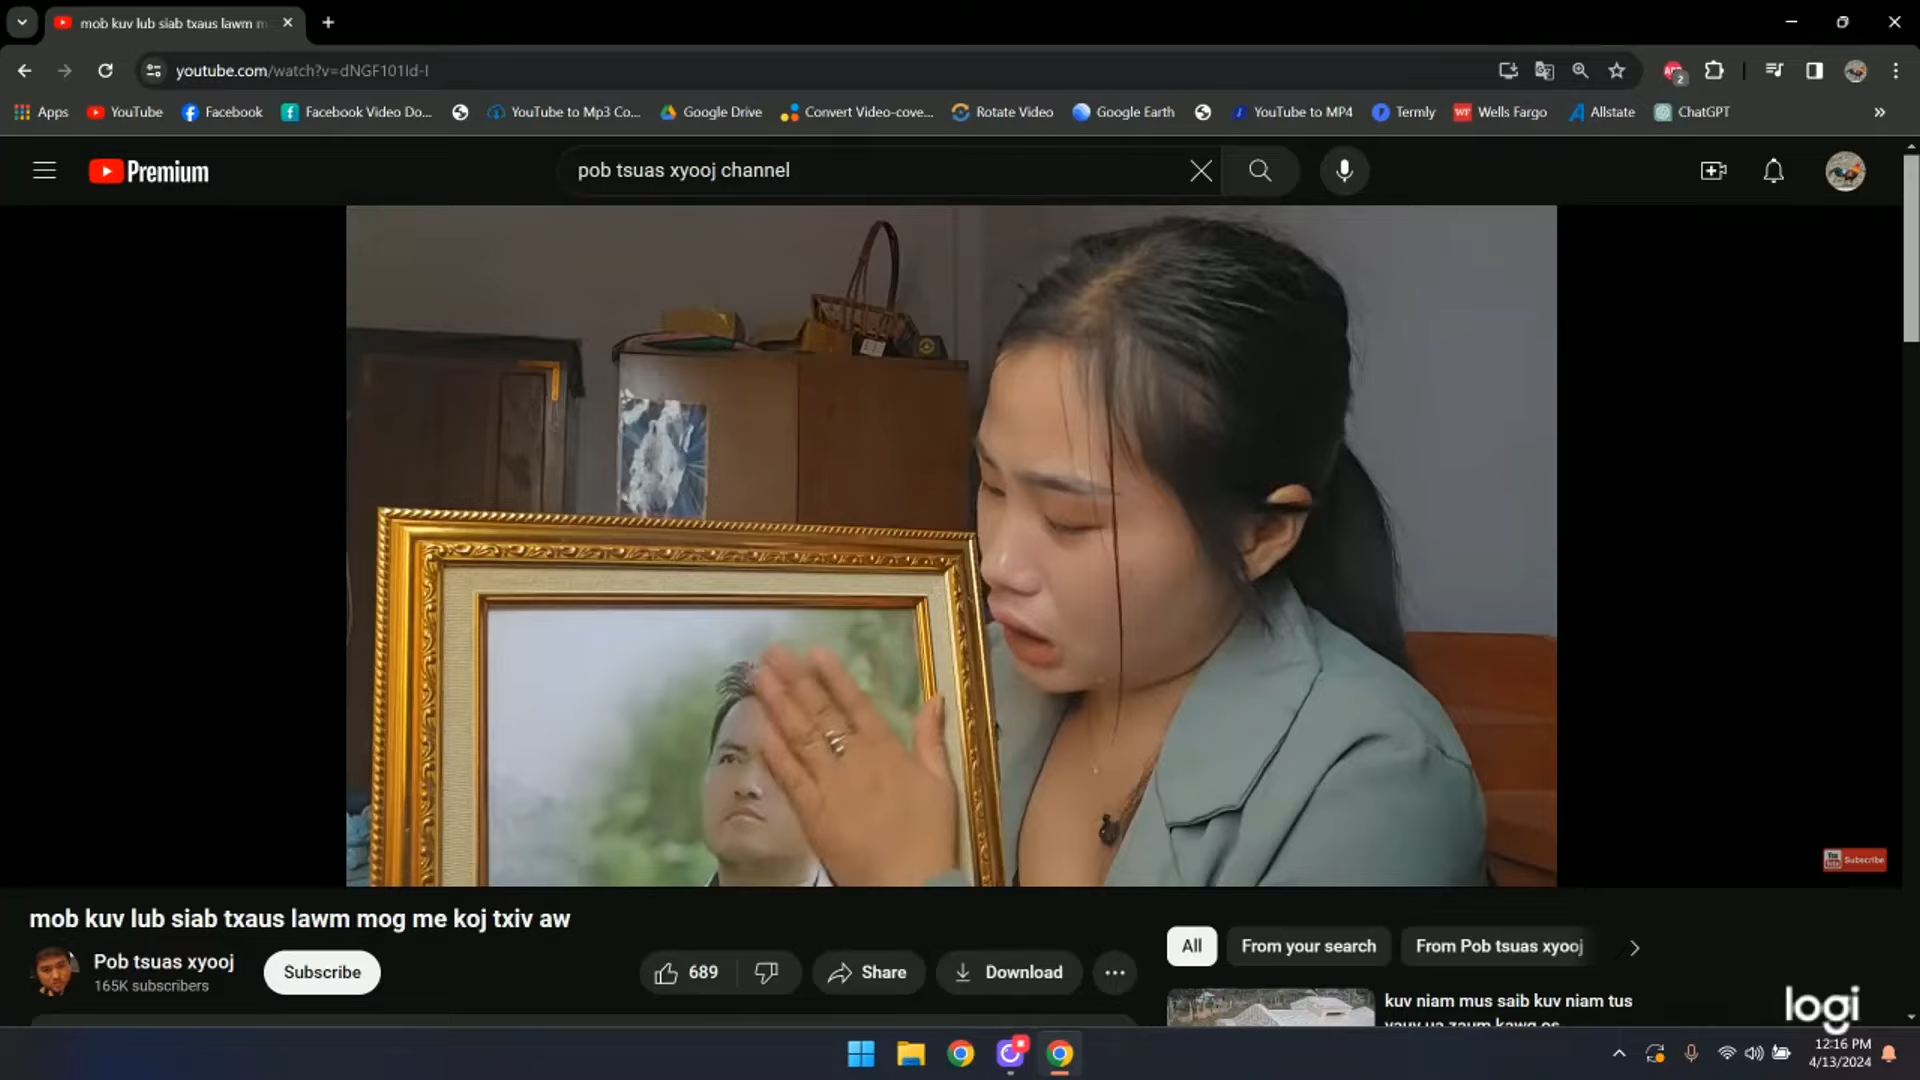 mob kuv lub siab txaus lawm m
youtube.com/watch?v=dNGF101ld-I
2
Apps
YouTube
Facebook
Facebook Video Do...
YouTube to Mp3 Co...
Google Drive
Convert Video-cove...
Rotate Video
Google Earth
YouTube to MP4
Termly
Wells Fargo
Allstate
ChatGPT
Premium
pob tsuas xyooj channel
Subscribe
mob kuv lub siab txaus lawm mog me koj txiv aw
Pob tsuas xyooj
165K subscribers
Subscribe
689
Share
Download
All
From your search
From Pob tsuas xyooj
kuv niam mus saib kuv niam tus
logi
12:16 PM
4/13/2024